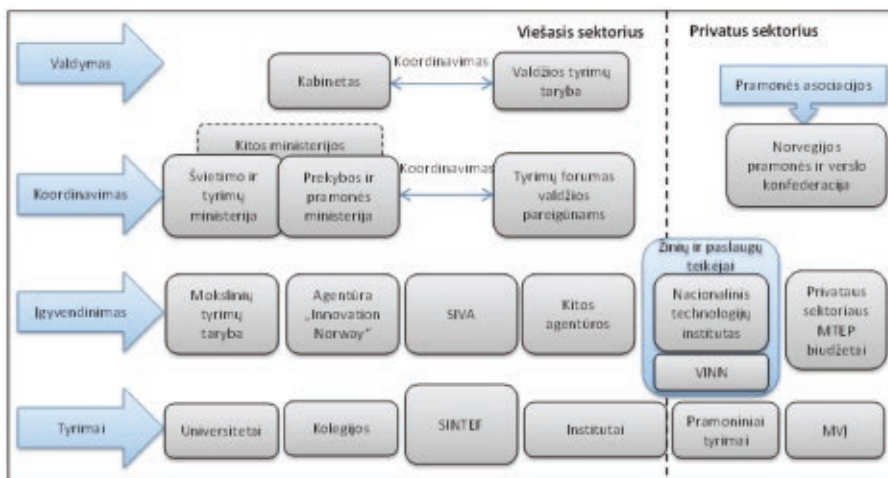 Viešasis sektorius
Privatus sektorius
Valdymas
Kabinetas
Koordinavimas
Valdžios tyrimų
taryba
Pramonės asociacijos
Norvegijos
pramonės ir verslo
konfederacija
Koordinavimas
Kitos ministerijos
Švietimo ir
tyrimų
ministerija
Prekybos ir
pramonės
ministerija
Koordinavimas
Tyrimų forumas
valdžios
pareigūnams
Įgyvendinimas
Mokslinių
tyrimų
taryba
Agentūra
„Innovation
Norway“
SIVA
Kitos
agentūros
Žinių ir paslaugų
teikėjai
Nacionalinis
technologijų
institutas
VINN
Privataus
sektoriaus
MTEP
biudžetai
Tyrimai
Universitetai
Kolegijos
SINTEF
Institutai
Pramoniniai
tyrimai
MVĮ